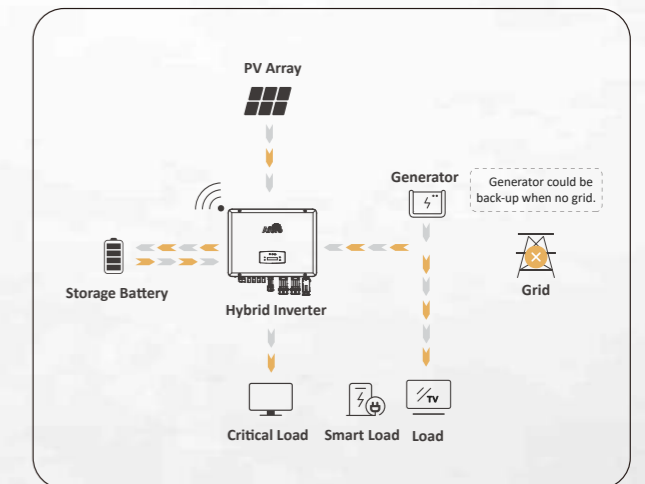 PV Array
Generator
Generator could be
back-up when no grid.
Storage Battery
Hybrid Inverter
Grid
TV
Critical Load
Smart Load
Load